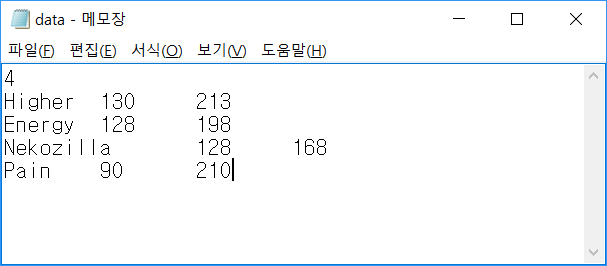 data - 메모장
파일(F) 편집(E) 서식(O) 보기(V) 도움말(H)
4
Higher 130 213
Energy 128 198
Nekozilla 128 168
Pain 90 210